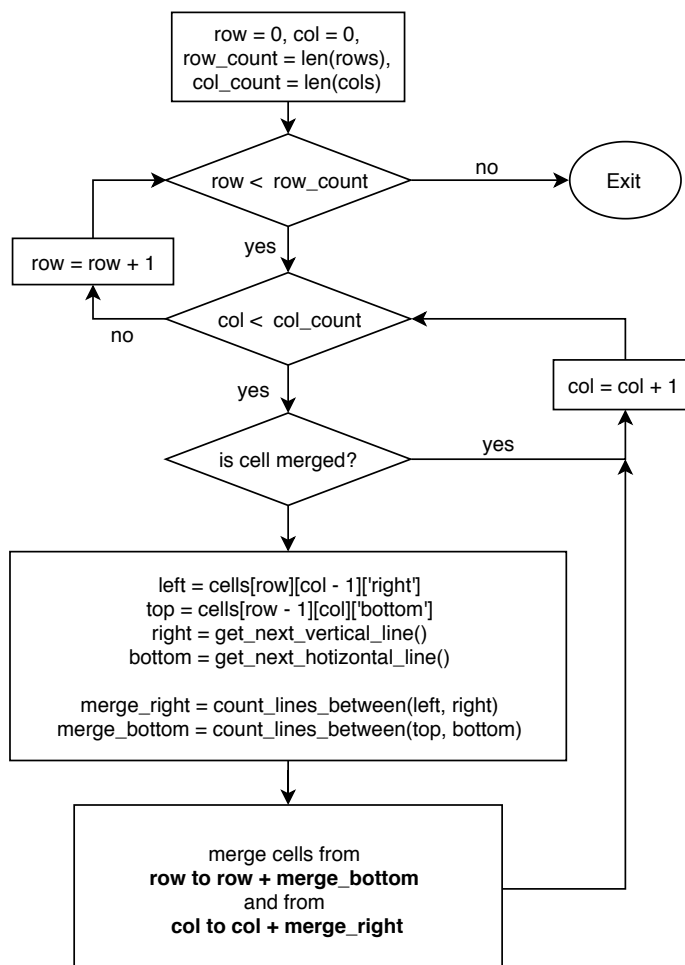 row = 0, col = 0,
row_count = len(rows),
col_count = len(cols)
row < row_count
no
Exit
yes
row = row + 1
col < col_count
no
yes
col = col + 1
is cell merged?
yes
left = cells[row][col - 1]['right']
top = cells[row - 1][col]['bottom']
right = get_next_vertical_line()
bottom = get_next_hotizontal_line()
merge_right = count_lines_between(left, right)
merge_bottom = count_lines_between(top, bottom)
merge cells from
row to row + merge_bottom
and from
col to col + merge_right